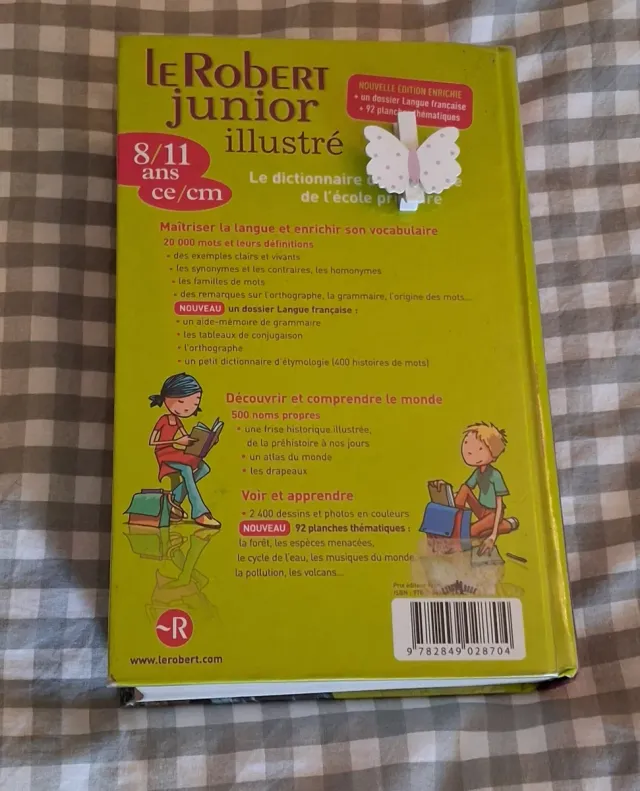 LE ROBERT
junior
illustré
NOUVELLE ÉDITION ENRICHIE
• un dossier Langue française
• 92 planches thématiques
8/11
ans
ce/cm
Le dictionnaire
de l'école
Maîtriser la langue et enrichir son vocabulaire
20 000 mots et leurs définitions
• des exemples clairs et vivants
• les synonymes et les contraires, les homonymes
• les familles de mots
• des remarques sur l'orthographe, la grammaire, l'origine des mots...
NOUVEAU un dossier Langue française :
• un aide-mémoire de grammaire
• les tableaux de conjugaison
• l'orthographe
• un petit dictionnaire d'étymologie (400 histoires de mots)
Découvrir et comprendre le monde
500 noms propres
• une frise historique illustrée,
de la préhistoire à nos jours
• un atlas du monde
• les drapeaux
Voir et apprendre
• 2 400 dessins et photos en couleurs
NOUVEAU 92 planches thématiques :
la forêt, les espèces menacées,
le cycle de l'eau, les musiques du monde
la pollution, les volcans...
Prix
ISBN :
~R
www.lerobert.com
9 782849 028704